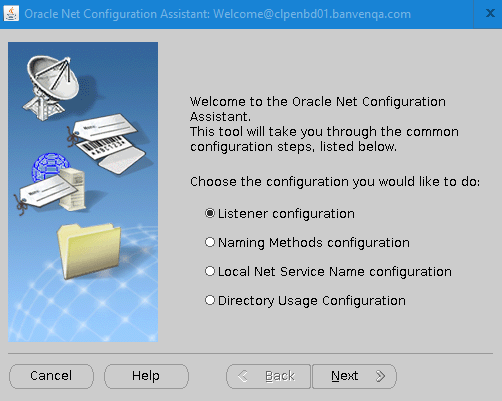 Oracle Net Configuration Assistant: Welcome@clpenbd01.banvenqa.com
Welcome to the Oracle Net Configuration
Assistant.
This tool will take you through the common
configuration steps, listed below.
Choose the configuration you would like to do:
Listener configuration
Naming Methods configuration
Local Net Service Name configuration
Directory Usage Configuration
Cancel
Help
Back
Next